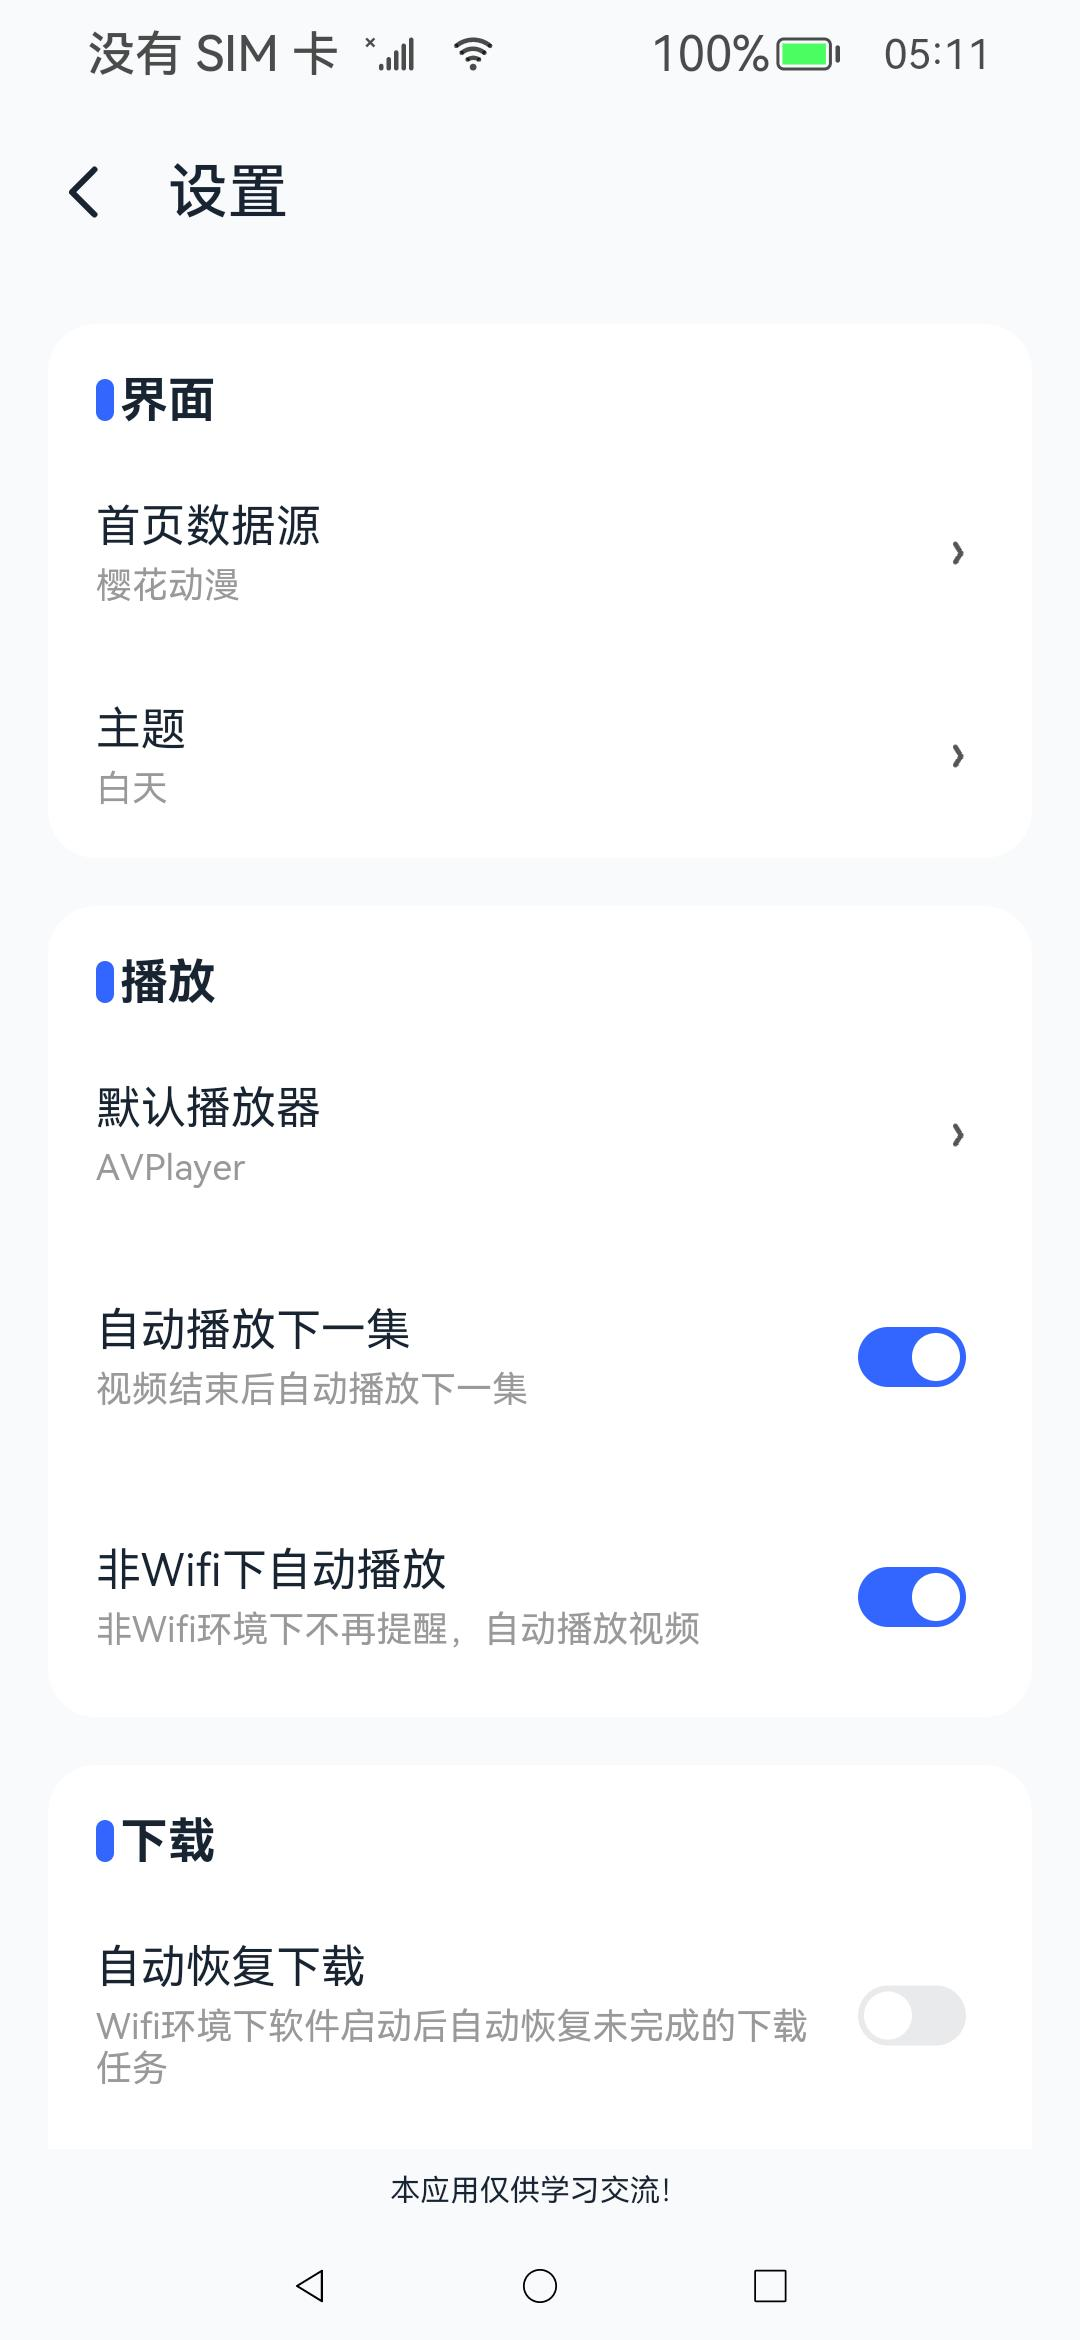 没有 SIM 卡 100% 05:11
设置
界面
首页数据源
樱花动漫
主题
白天
播放
默认播放器
AVPlayer
自动播放下一集
视频结束后自动播放下一集
非Wifi下自动播放
非Wifi环境下不再提醒，自动播放视频
下载
自动恢复下载
Wifi环境下软件启动后自动恢复未完成的下载
任务
本应用仅供学习交流！